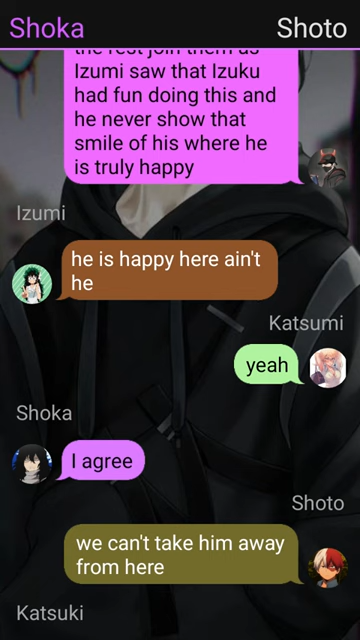 Shoka
Shoto
the rest join them as
Izumi saw that Izuku
had fun doing this and
he never show that
smile of his where he
is truly happy
Izumi
he is happy here ain't
he
Katsumi
yeah
Shoka
I agree
Shoto
we can't take him away
from here
Katsuki